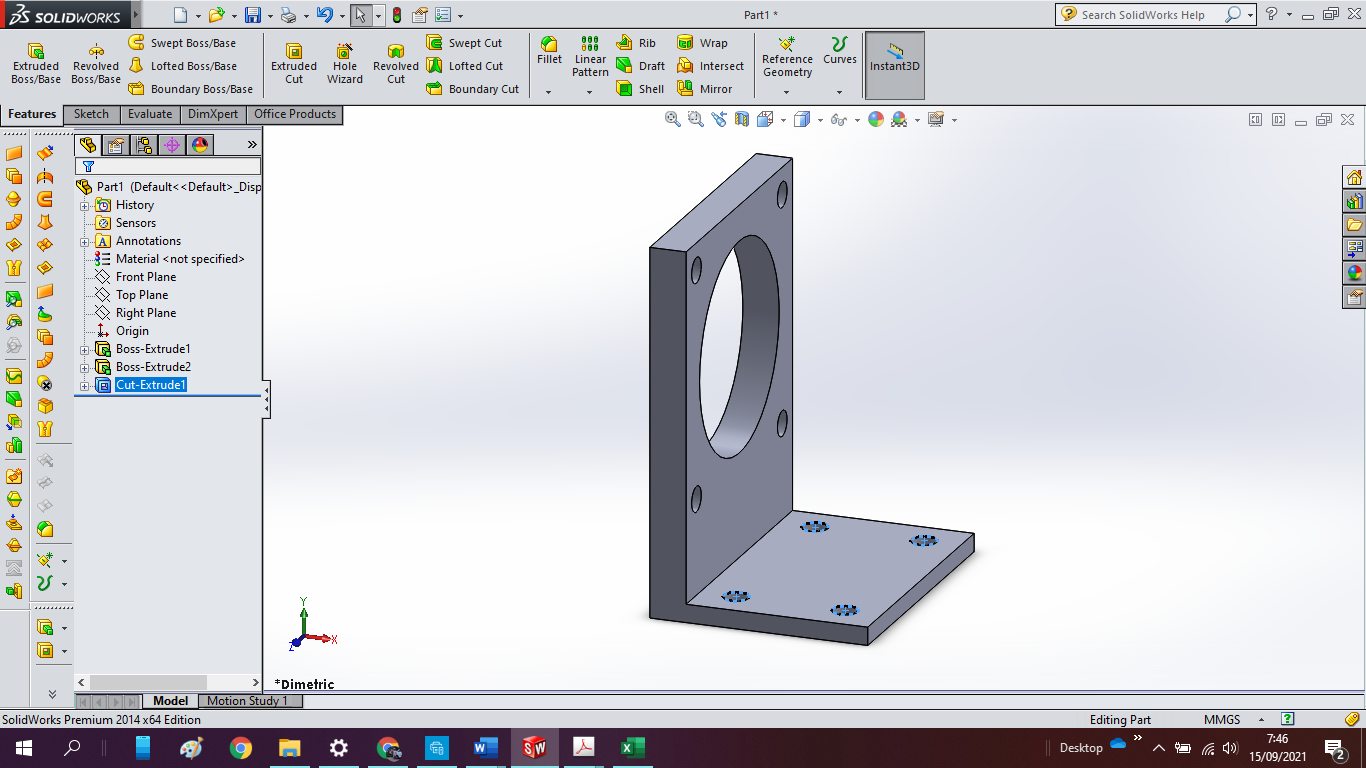 SOLIDWORKS
Part1 *
Search SolidWorks Help
Extruded Boss/Base
Revolved Boss/Base
Swept Boss/Base
Lofted Boss/Base
Boundary Boss/Base
Extruded Cut
Hole Wizard
Revolved Cut
Swept Cut
Lofted Cut
Boundary Cut
Fillet
Linear Pattern
Rib
Draft
Shell
Wrap
Intersect
Mirror
Reference Geometry
Curves
Instant3D
Features
Sketch
Evaluate
DimXpert
Office Products
Part1 (Default<<Default>_Disp
History
Sensors
Annotations
Material <not specified>
Front Plane
Top Plane
Right Plane
Origin
Boss-Extrude1
Boss-Extrude2
Cut-Extrude1
Y
X
Z
*Dimetric
Model
Motion Study 1
SolidWorks Premium 2014 x64 Edition
Editing Part
MMGS
Desktop
7:46
15/09/2021
2